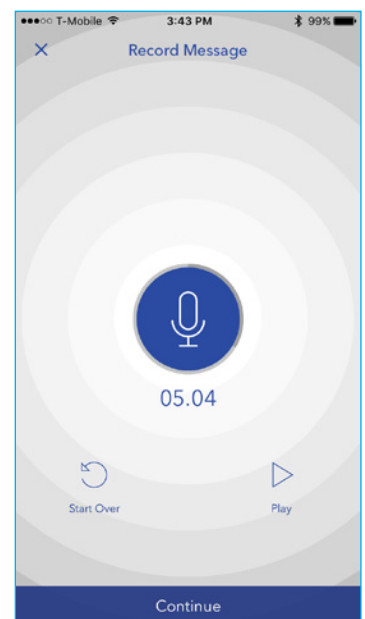 T-Mobile 3:43 PM 99%
Record Message
05.04
Start Over Play
Continue